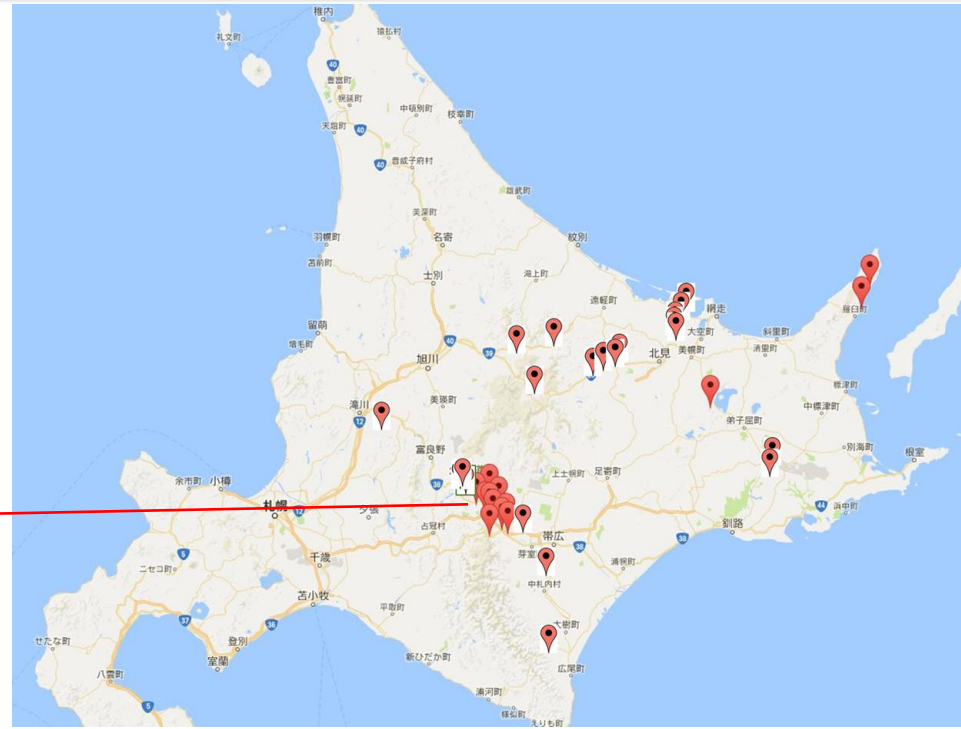 稚内
礼文町
猿払村
40
豊富町
幌延町
中頓別町
枝幸町
天塩町
40
音威子府村
40
雄武町
美深町
羽幌町
名寄
紋別
苫前町
士別
滝上町
遠軽町
網走
羅臼町
留萌
大空町
斜里町
増毛町
40
39
北見
美幌町
清里町
旭川
標津町
滝川
美瑛町
中標津町
12
弟子屈町
富良野
別海町
根室
上士幌町
足寄町
余市町
小樽
38
札幌
12
夕張
44
浜中町
占冠村
釧路
帯広
38
5
千歳
38
芽室
浦幌町
ニセコ町
中札内村
苫小牧
平取町
37
36
大樹町
せたな町
登別
室蘭
新ひだか町
広尾町
八雲町
浦河町
5
様似町
えりも町